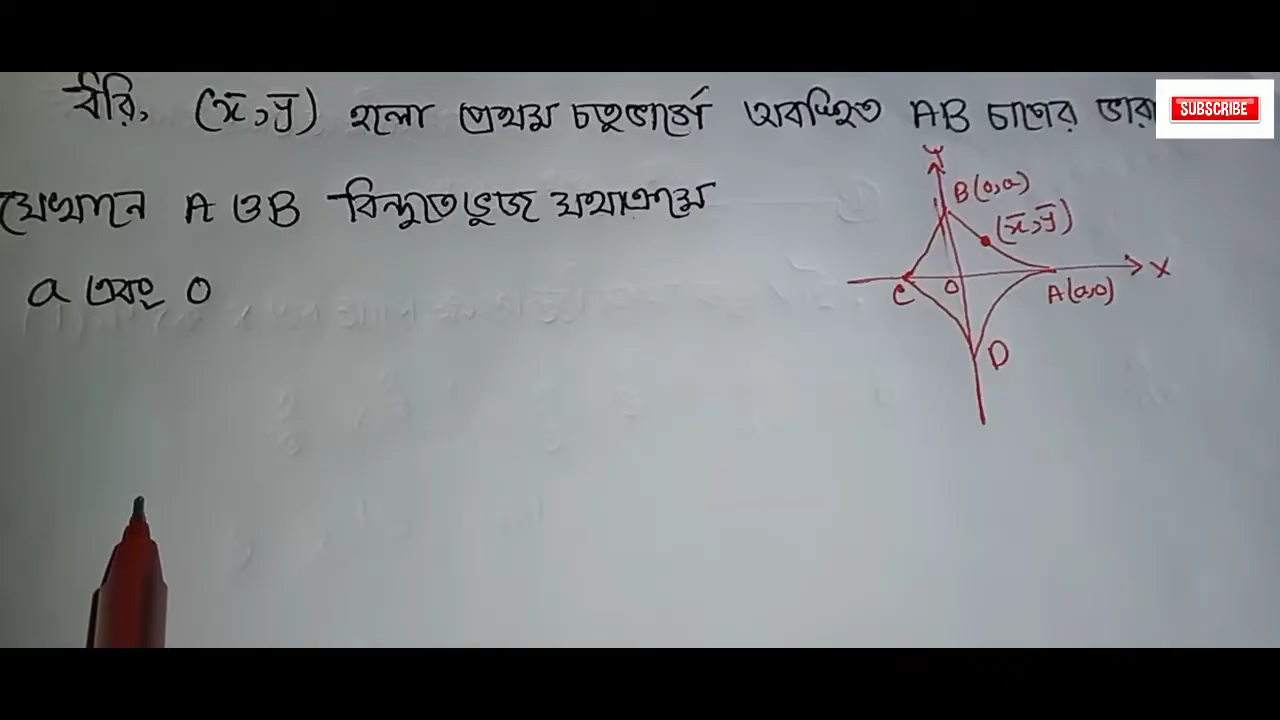 ধরি, (x̄, ȳ) হলো প্রথম চতুর্ভাগে অবস্থিত AB চাপের ভার
SUBSCRIBE
যেখানে A ও B বিন্দুতে ভুজ যথাক্রমে
a এবং 0
Y
B(0,a)
(x̄, ȳ)
X
C
O
A(a,0)
D